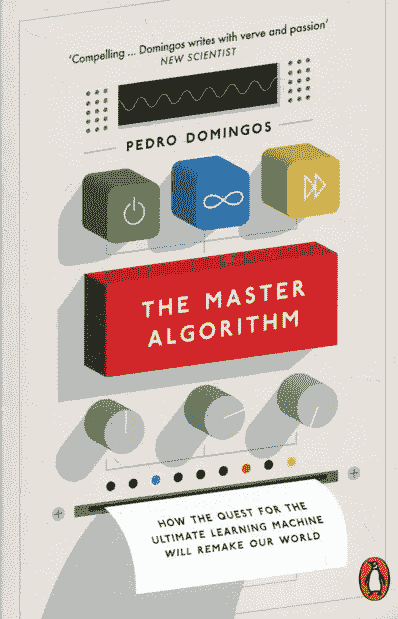 ‘Compelling ... Domingos writes with verve and passion’
NEW SCIENTIST
PEDRO DOMINGOS
THE MASTER
ALGORITHM
HOW THE QUEST FOR THE
ULTIMATE LEARNING MACHINE
WILL REMAKE OUR WORLD